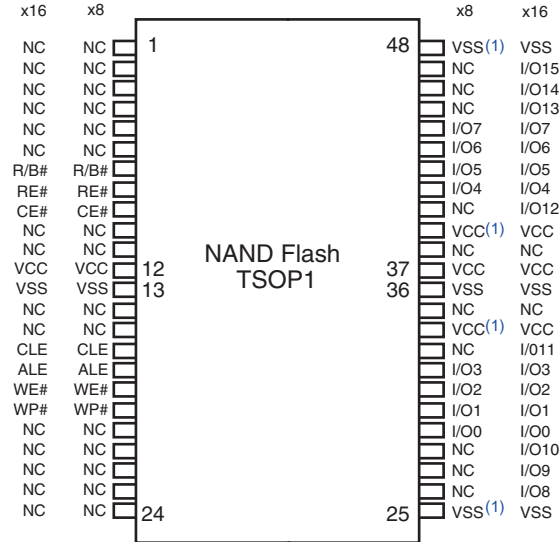 x16 x8 x8 x16
NC NC 1 48 VSS(1) VSS
NC NC NC I/O15
NC NC NC I/O14
NC NC NC I/O13
NC NC I/O7 I/O7
NC NC I/O6 I/O6
R/B# R/B# I/O5 I/O5
RE# RE# I/O4 I/O4
CE# CE# NC I/O12
NC NC VCC(1) VCC
NC NC NC NC
VCC VCC 12 NAND Flash 37 VCC VCC
VSS VSS 13 TSOP1 36 VSS VSS
NC NC NC NC
NC NC VCC(1) VCC
CLE CLE NC I/011
ALE ALE I/O3 I/O3
WE# WE# I/O2 I/O2
WP# WP# I/O1 I/O1
NC NC I/O0 I/O0
NC NC NC I/O10
NC NC NC I/O9
NC NC NC I/O8
NC NC 24 25 VSS(1) VSS